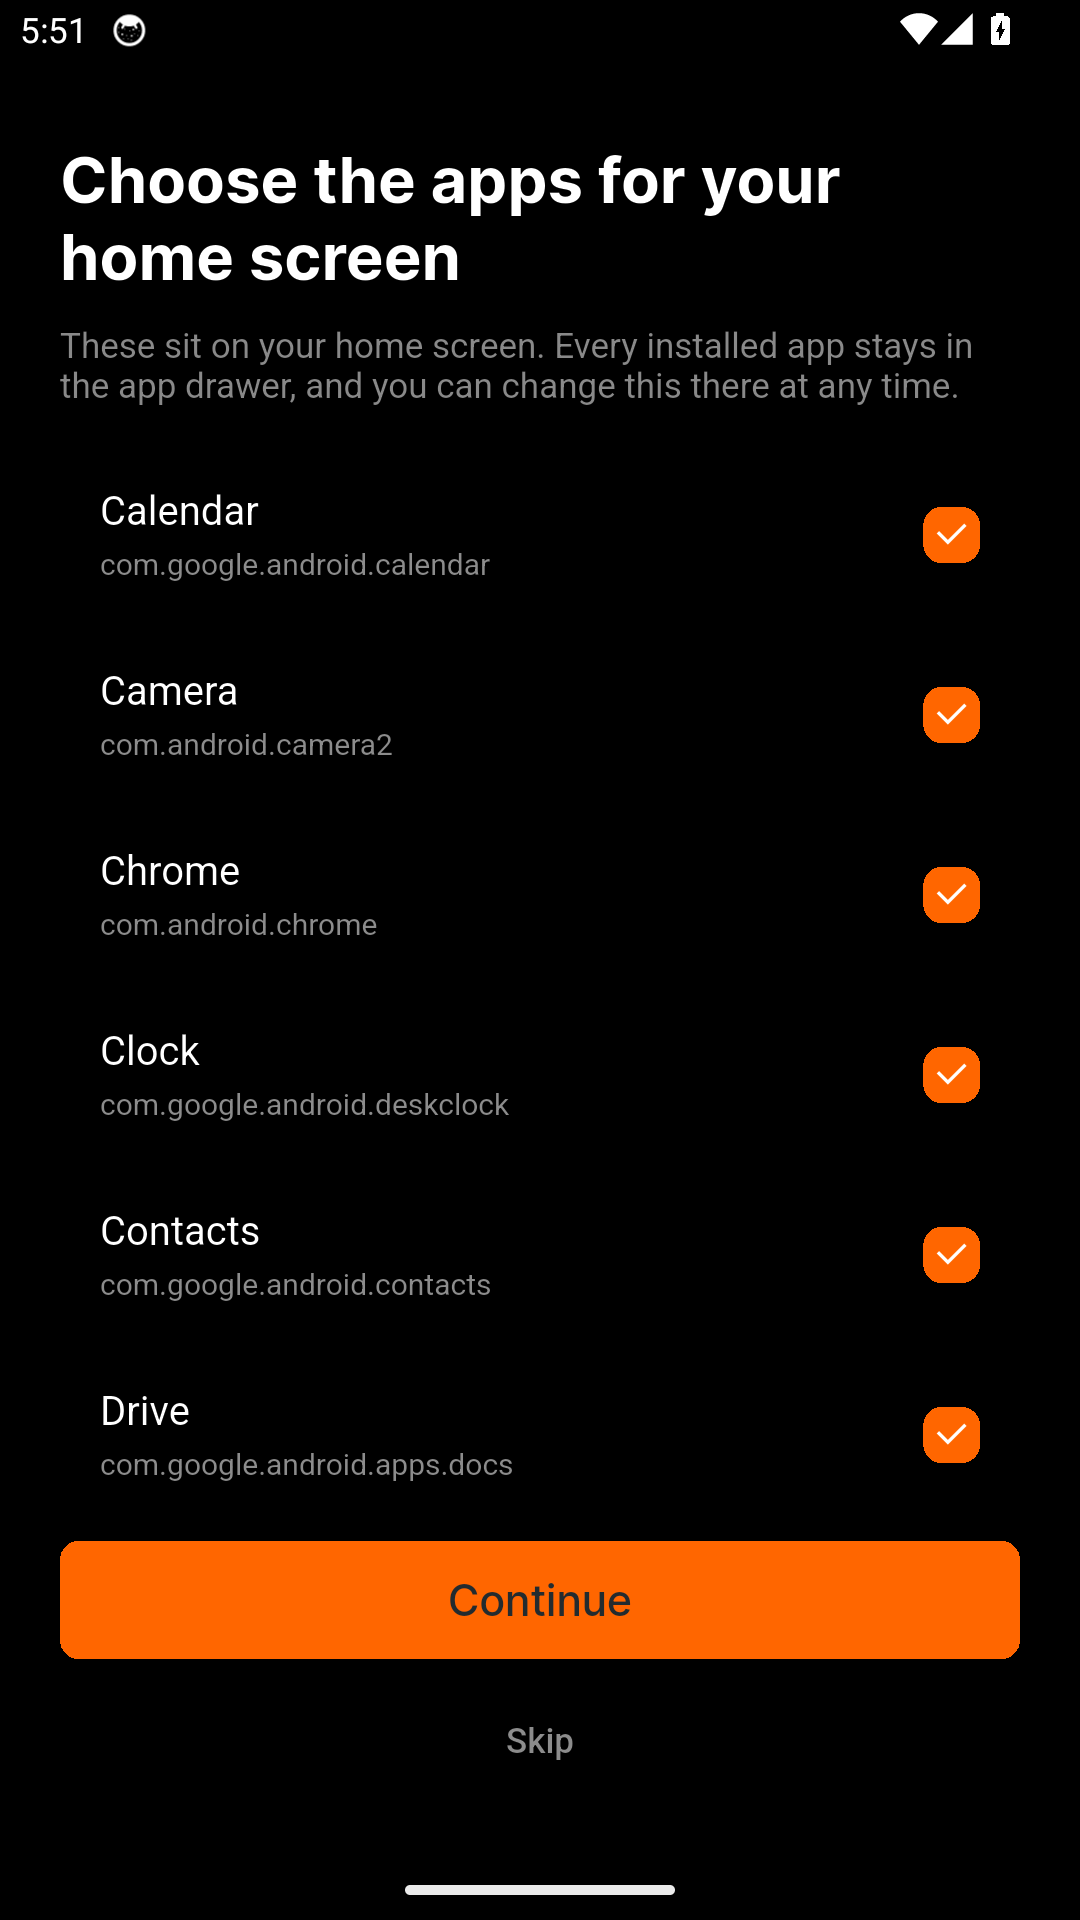 5:51
Choose the apps for your
home screen
These sit on your home screen. Every installed app stays in
the app drawer, and you can change this there at any time.
Calendar
com.google.android.calendar
Camera
com.android.camera2
Chrome
com.android.chrome
Clock
com.google.android.deskclock
Contacts
com.google.android.contacts
Drive
com.google.android.apps.docs
Continue
Skip